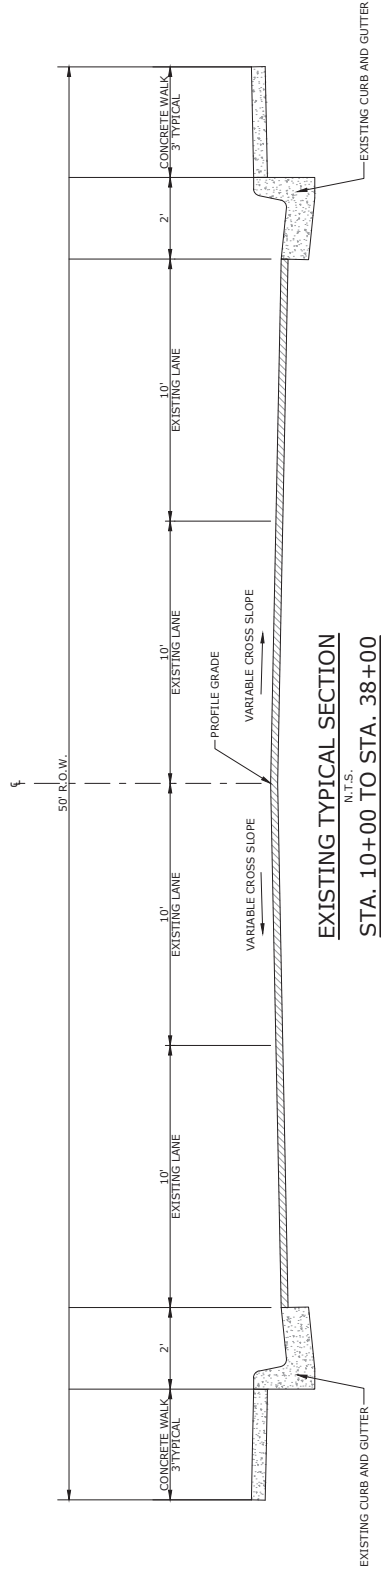 ℄
50' R.O.W.
CONCRETE WALK
3'TYPICAL
2'
10'
EXISTING LANE
10'
EXISTING LANE
10'
EXISTING LANE
10'
EXISTING LANE
2'
CONCRETE WALK
3' TYPICAL
PROFILE GRADE
VARIABLE CROSS SLOPE
VARIABLE CROSS SLOPE
EXISTING CURB AND GUTTER
EXISTING CURB AND GUTTER
EXISTING TYPICAL SECTION
N.T.S.
STA. 10+00 TO STA. 38+00